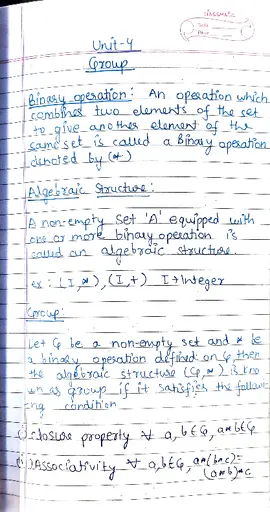 classmate
Date
Page
Unit-4
Group
Binary operation: An operation which
combines two elements of the set
to give another element of the
same set is called a Binary operation
denoted by (*)
Algebraic Structure:
A non-empty Set 'A' equipped with
one or more binary operation is
called an algebraic structure.
ex: (I, *), (I, +) I → Integer
Group:
Let G be a non-empty set and * be
a binary operation defined on G, then
the algebraic structure (G, *) is kno
wn as group if it satisfies the follow
ing condition
closure property ∀ a, b ∈ G, a*b ∈ G
Associativity ∀ a, b ∈ G, a*(b*c) =
(a*b)*c